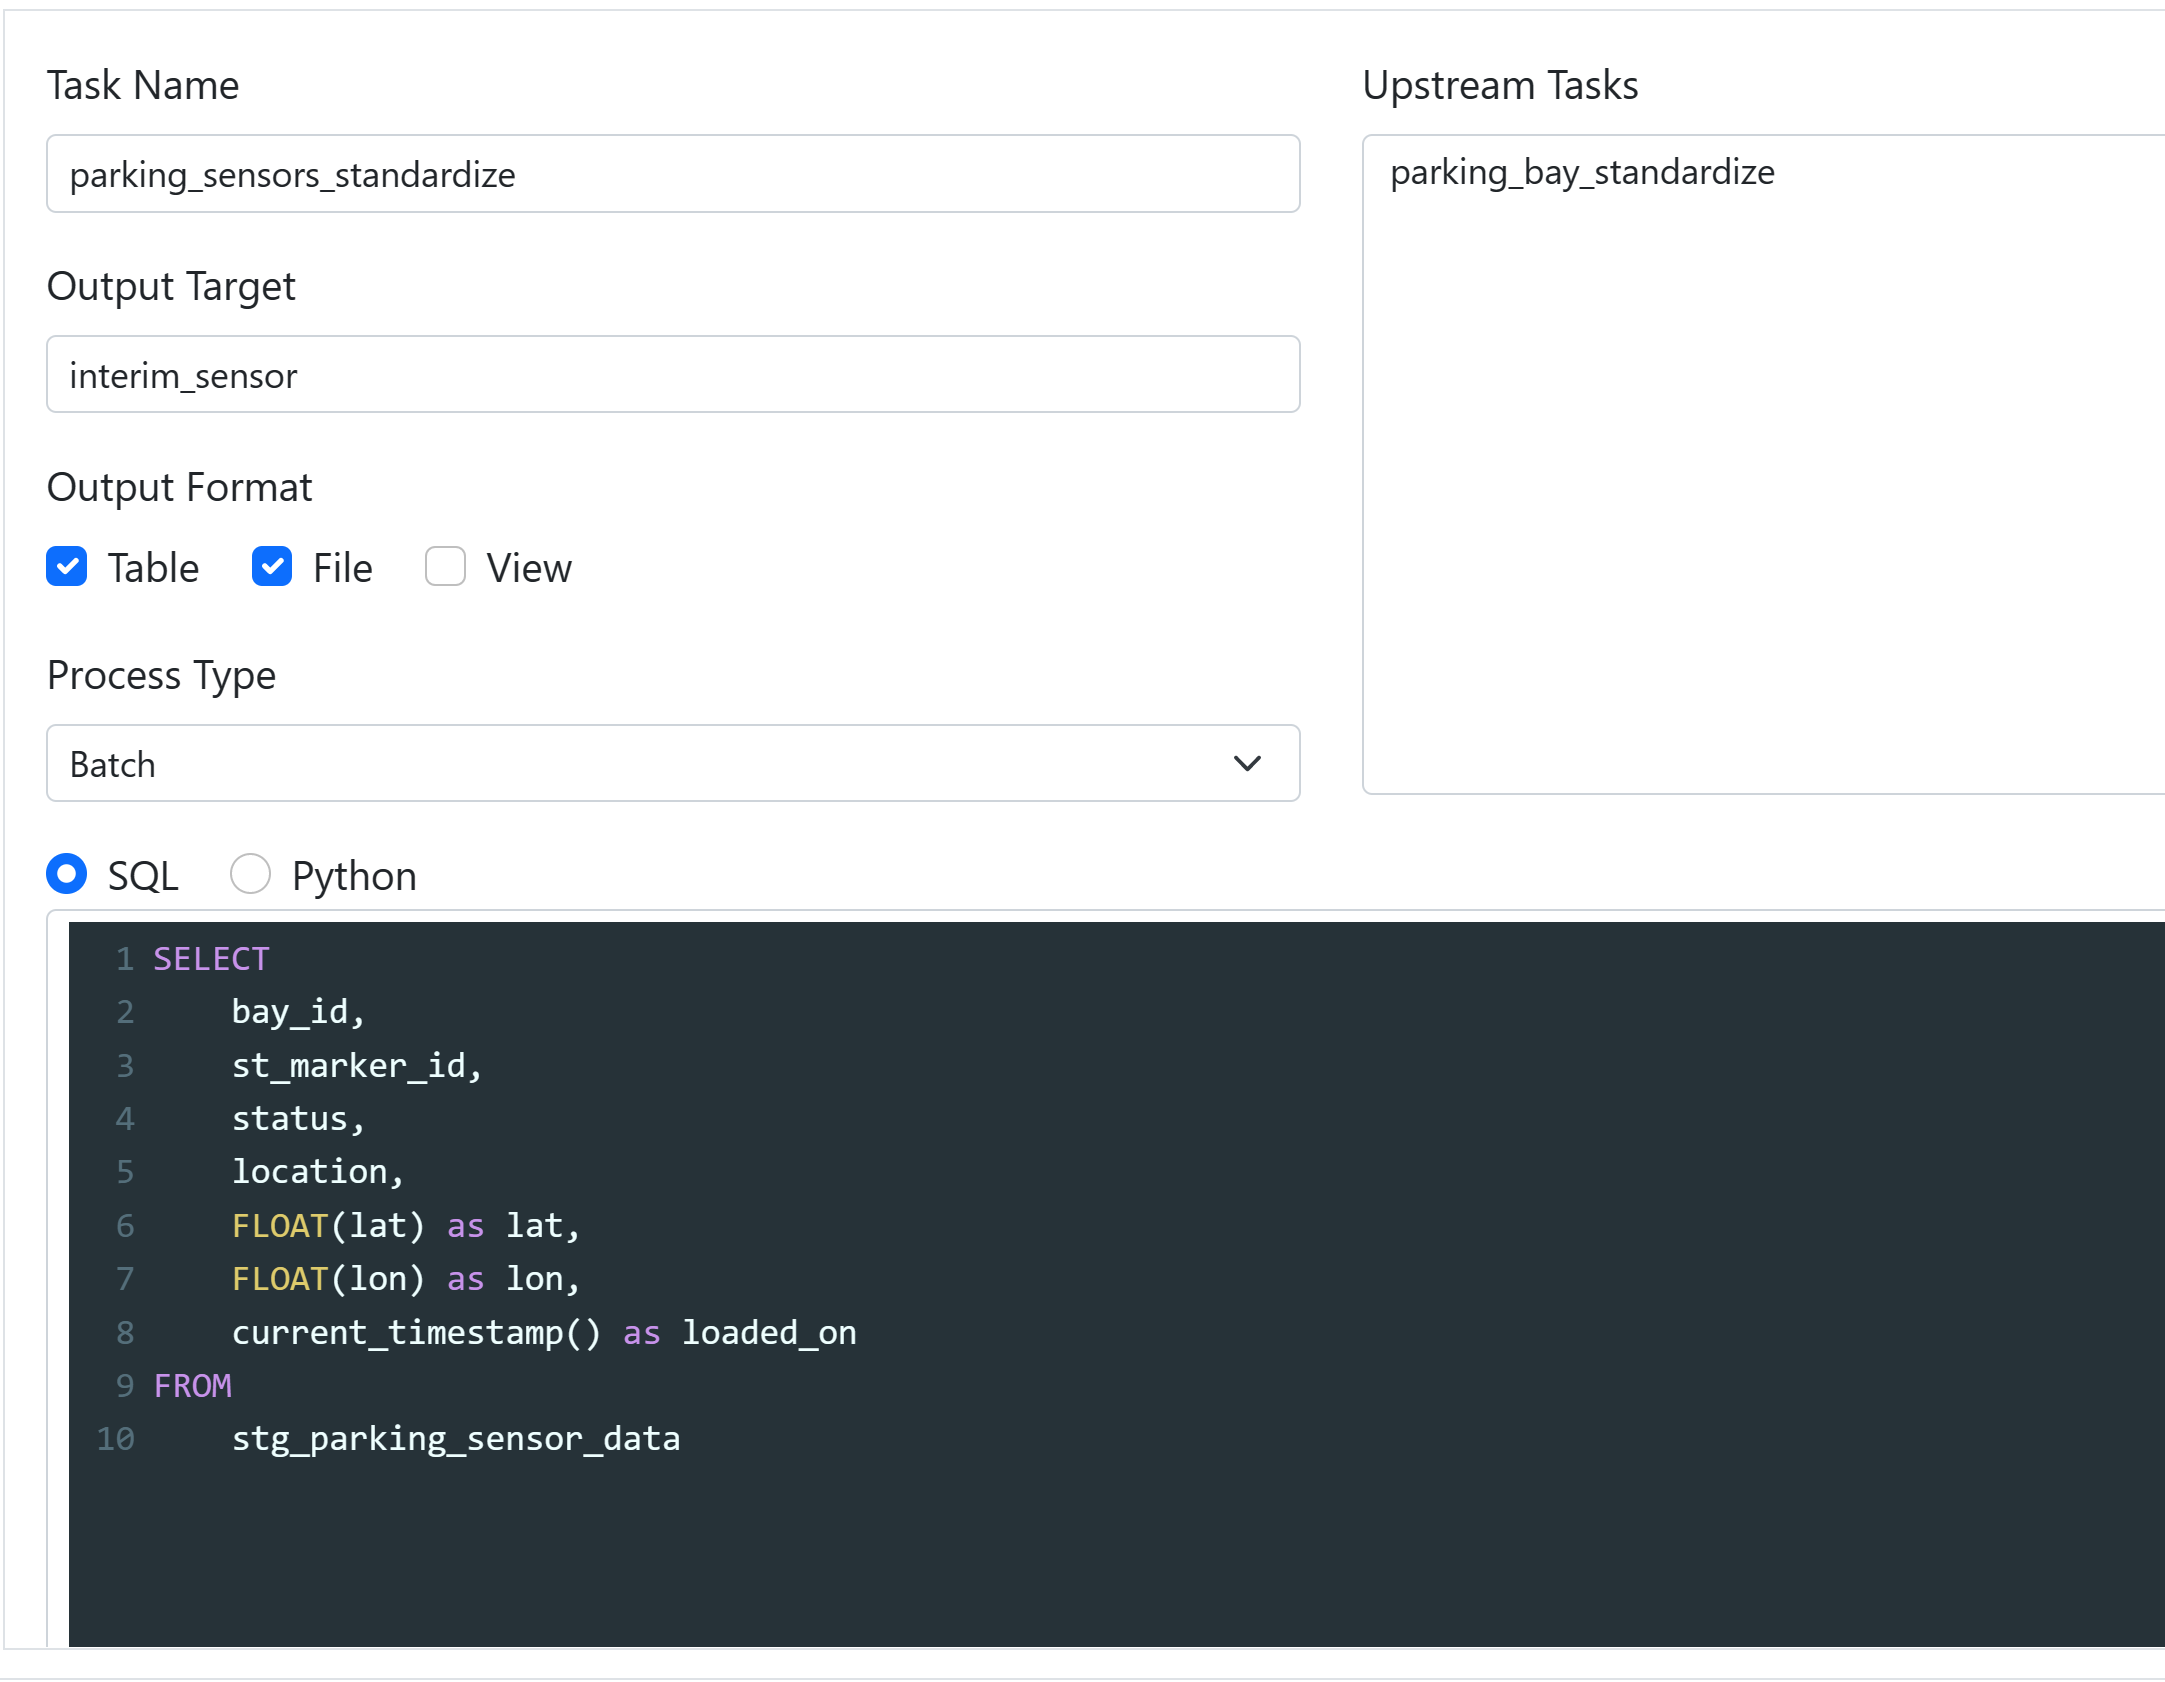 Task Name
parking_sensors_standardize
Output Target
interim_sensor
Output Format
Table File View
Process Type
Batch
Upstream Tasks
parking_bay_standardize
SQL Python
1 SELECT
2     bay_id,
3     st_marker_id,
4     status,
5     location,
6     FLOAT(lat) as lat,
7     FLOAT(lon) as lon,
8     current_timestamp() as loaded_on
9 FROM
10     stg_parking_sensor_data